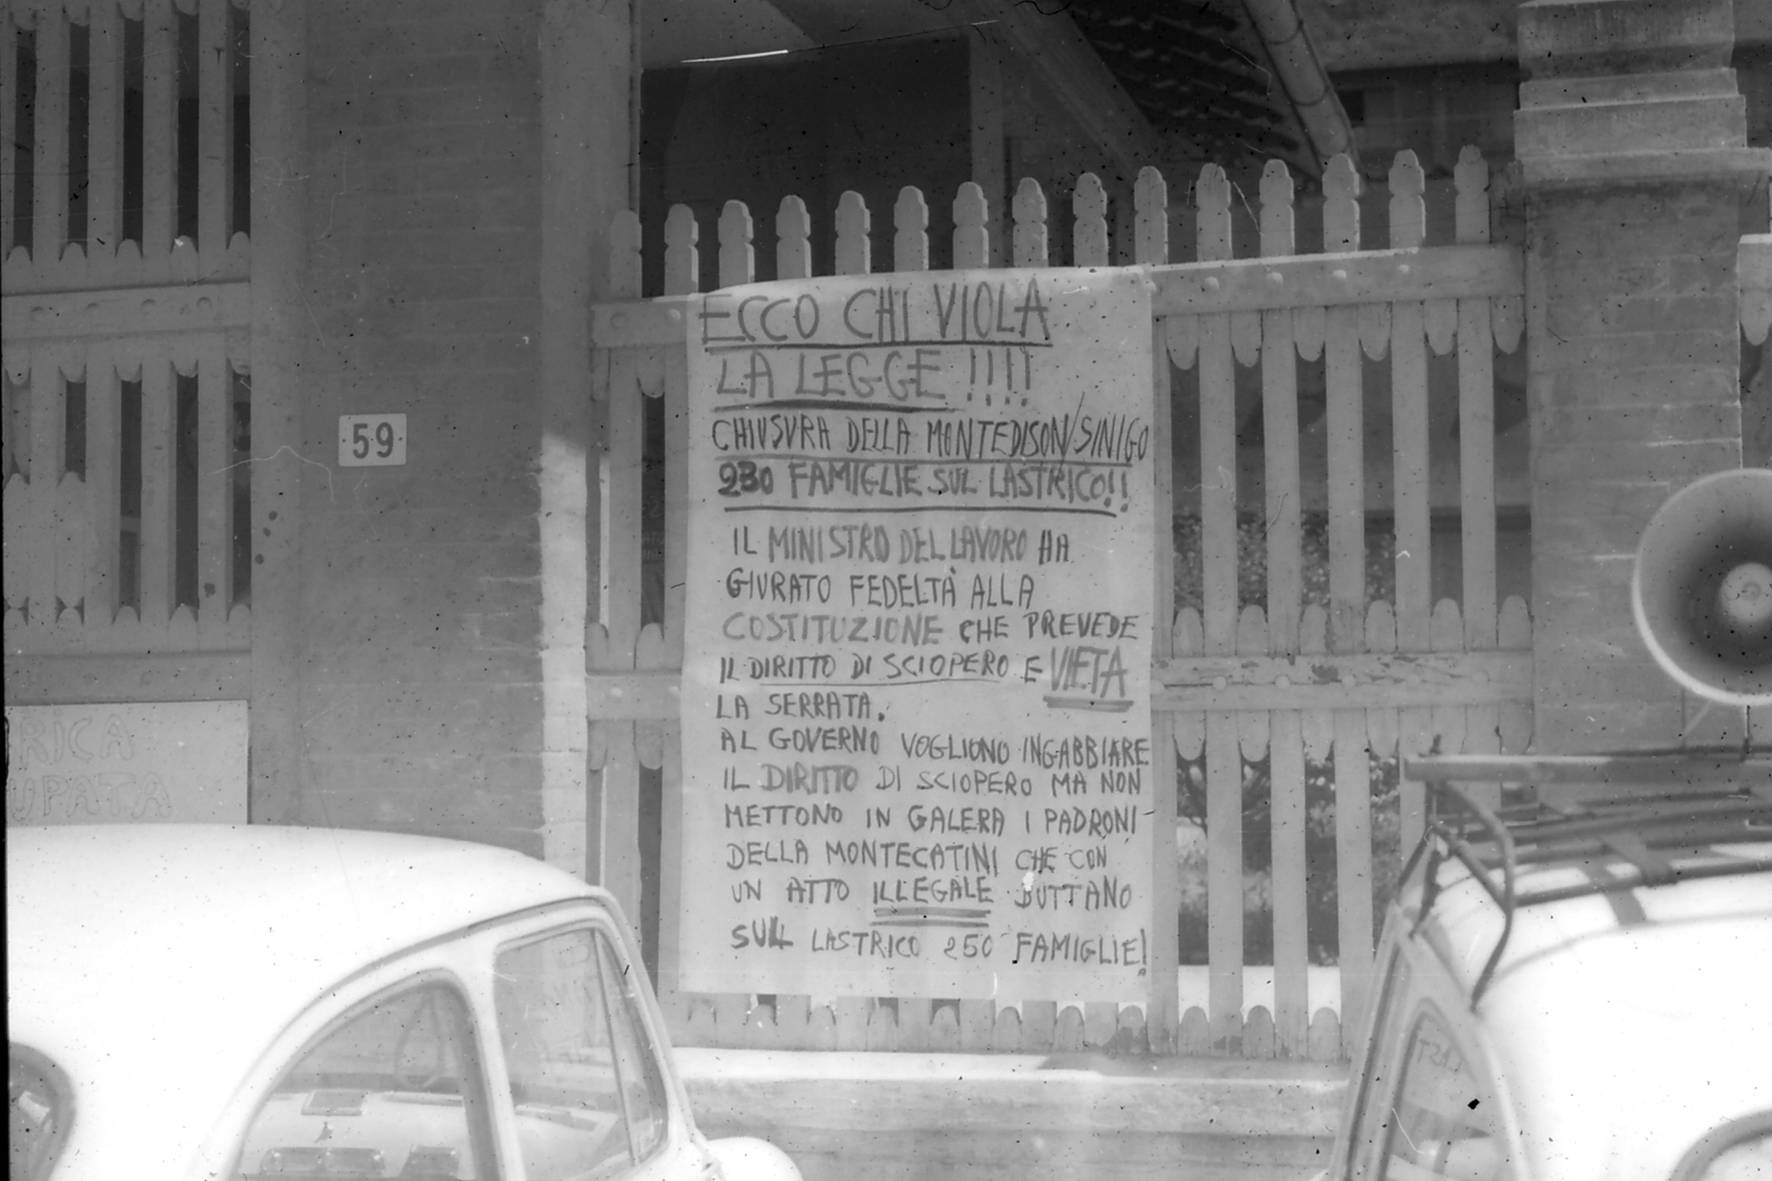 59
RICA
UPATA
ECCO CHI VIOLA
LA LEGGE !!!!
CHIUSURA DELLA MONTEDISON/SINIGO
230 FAMIGLIE SUL LASTRICO!!
IL MINISTRO DEL LAVORO HA
GIURATO FEDELTÀ ALLA
COSTITUZIONE CHE PREVEDE
IL DIRITTO DI SCIOPERO E VIETA
LA SERRATA.
AL GOVERNO VOGLIONO INGABBIARE
IL DIRITTO DI SCIOPERO MA NON
METTONO IN GALERA I PADRONI
DELLA MONTECATINI CHE CON
UN ATTO ILLEGALE BUTTANO
SUL LASTRICO 250 FAMIGLIE!